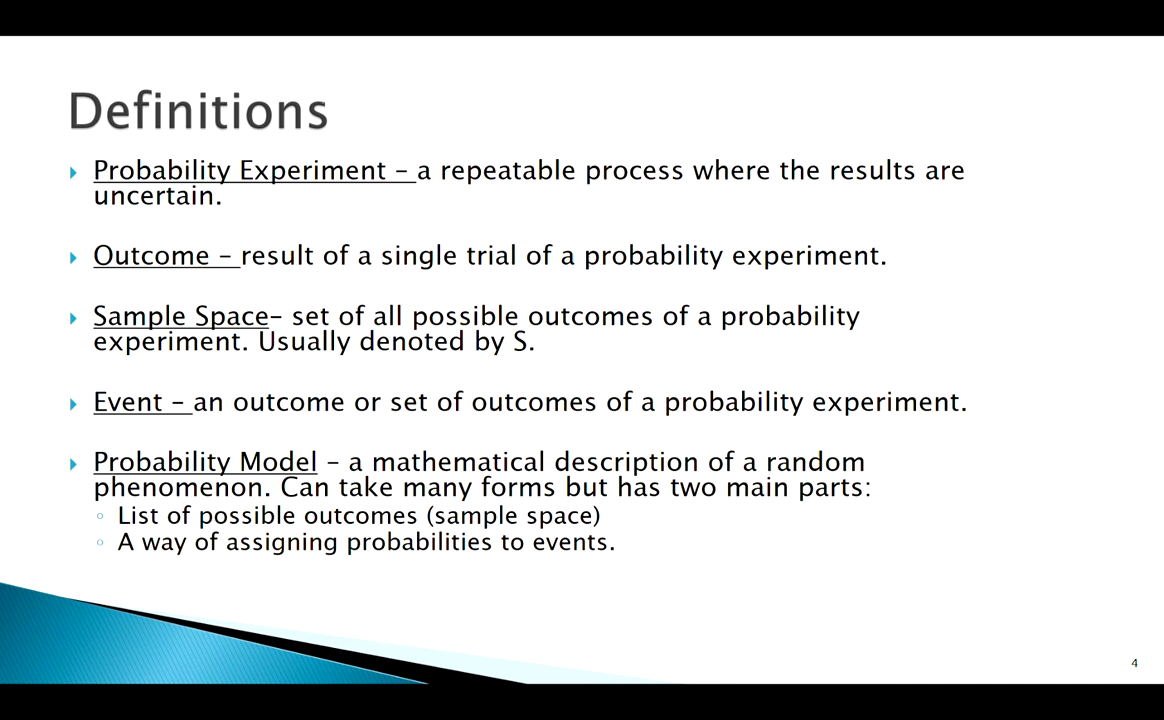 Definitions
Probability Experiment – a repeatable process where the results are
uncertain.
Outcome – result of a single trial of a probability experiment.
Sample Space– set of all possible outcomes of a probability
experiment. Usually denoted by S.
Event – an outcome or set of outcomes of a probability experiment.
Probability Model – a mathematical description of a random
phenomenon. Can take many forms but has two main parts:
List of possible outcomes (sample space)
A way of assigning probabilities to events.
4